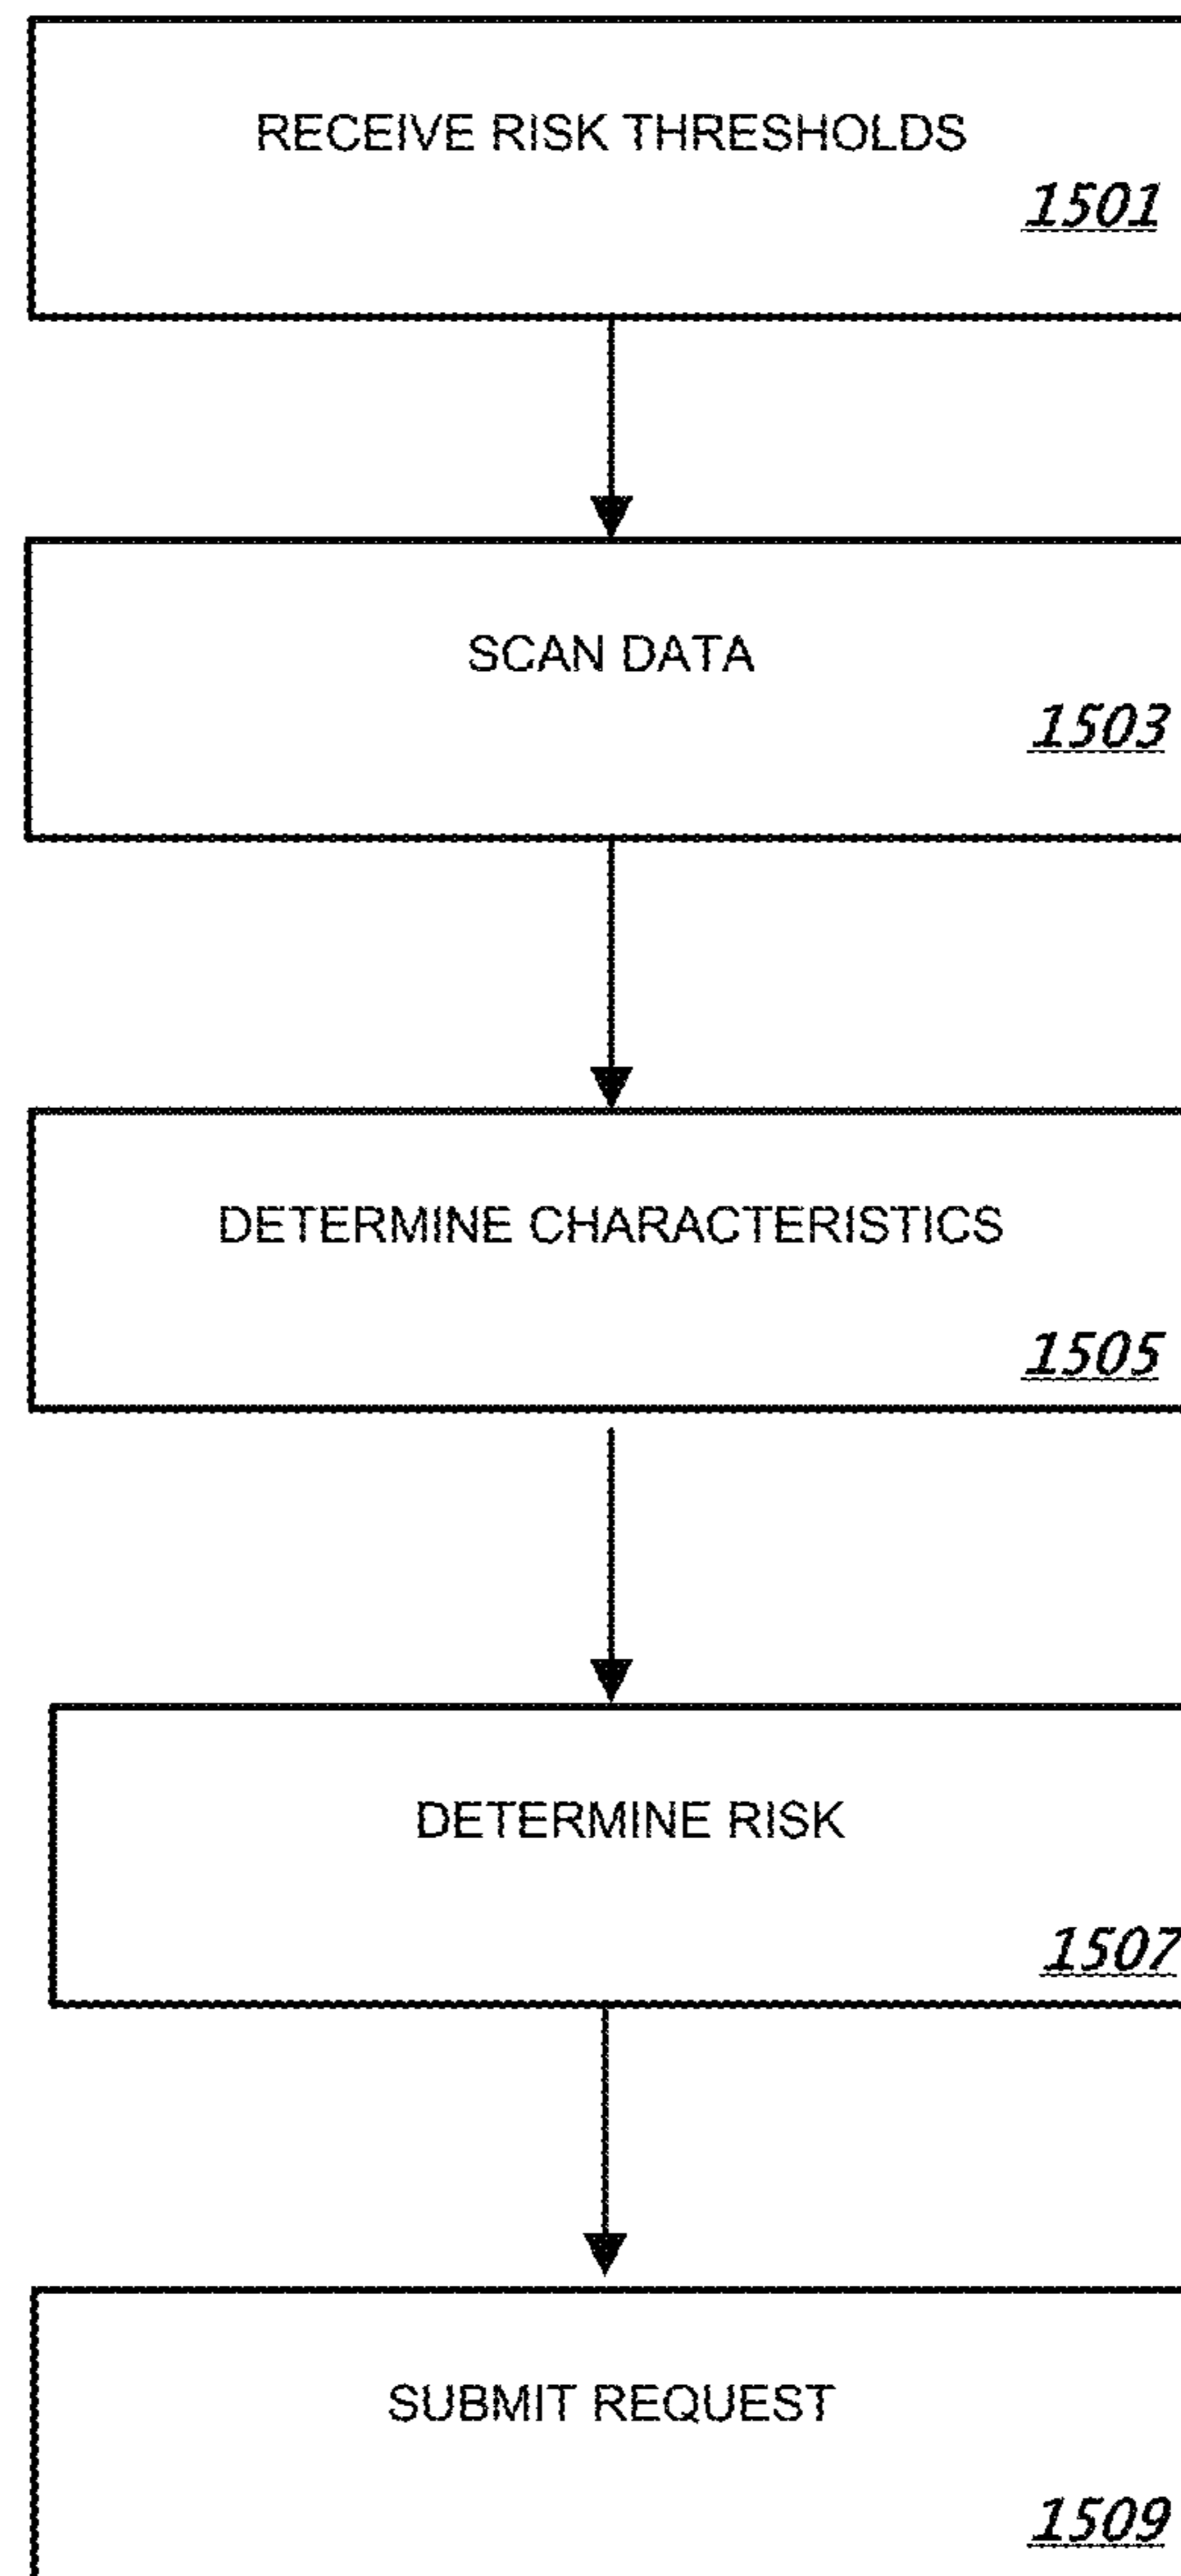 RECEIVE RISK THRESHOLDS
1501
SCAN DATA
1503
DETERMINE CHARACTERISTICS
1505
DETERMINE RISK
1507
SUBMIT REQUEST
1509